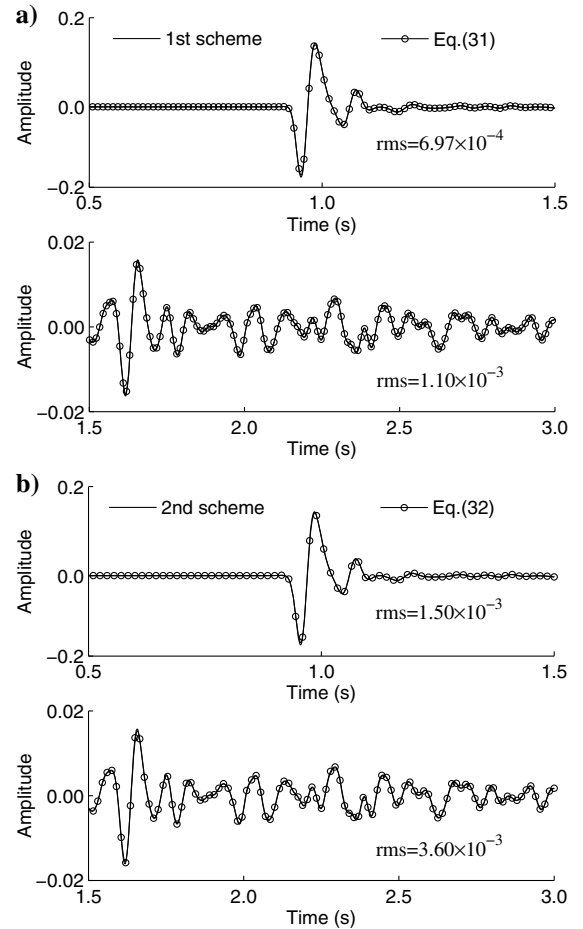 a)
0.2
1st scheme
Eq.(31)
Amplitude
0.0
rms=6.97×10⁻⁴
−0.2
0.5
1.0
1.5
Time (s)
0.02
Amplitude
0.00
rms=1.10×10⁻³
−0.02
1.5
2.0
2.5
3.0
Time (s)
b)
0.2
2nd scheme
Eq.(32)
Amplitude
0.0
rms=1.50×10⁻³
−0.2
0.5
1.0
1.5
Time (s)
0.02
Amplitude
0.00
rms=3.60×10⁻³
−0.02
1.5
2.0
2.5
3.0
Time (s)